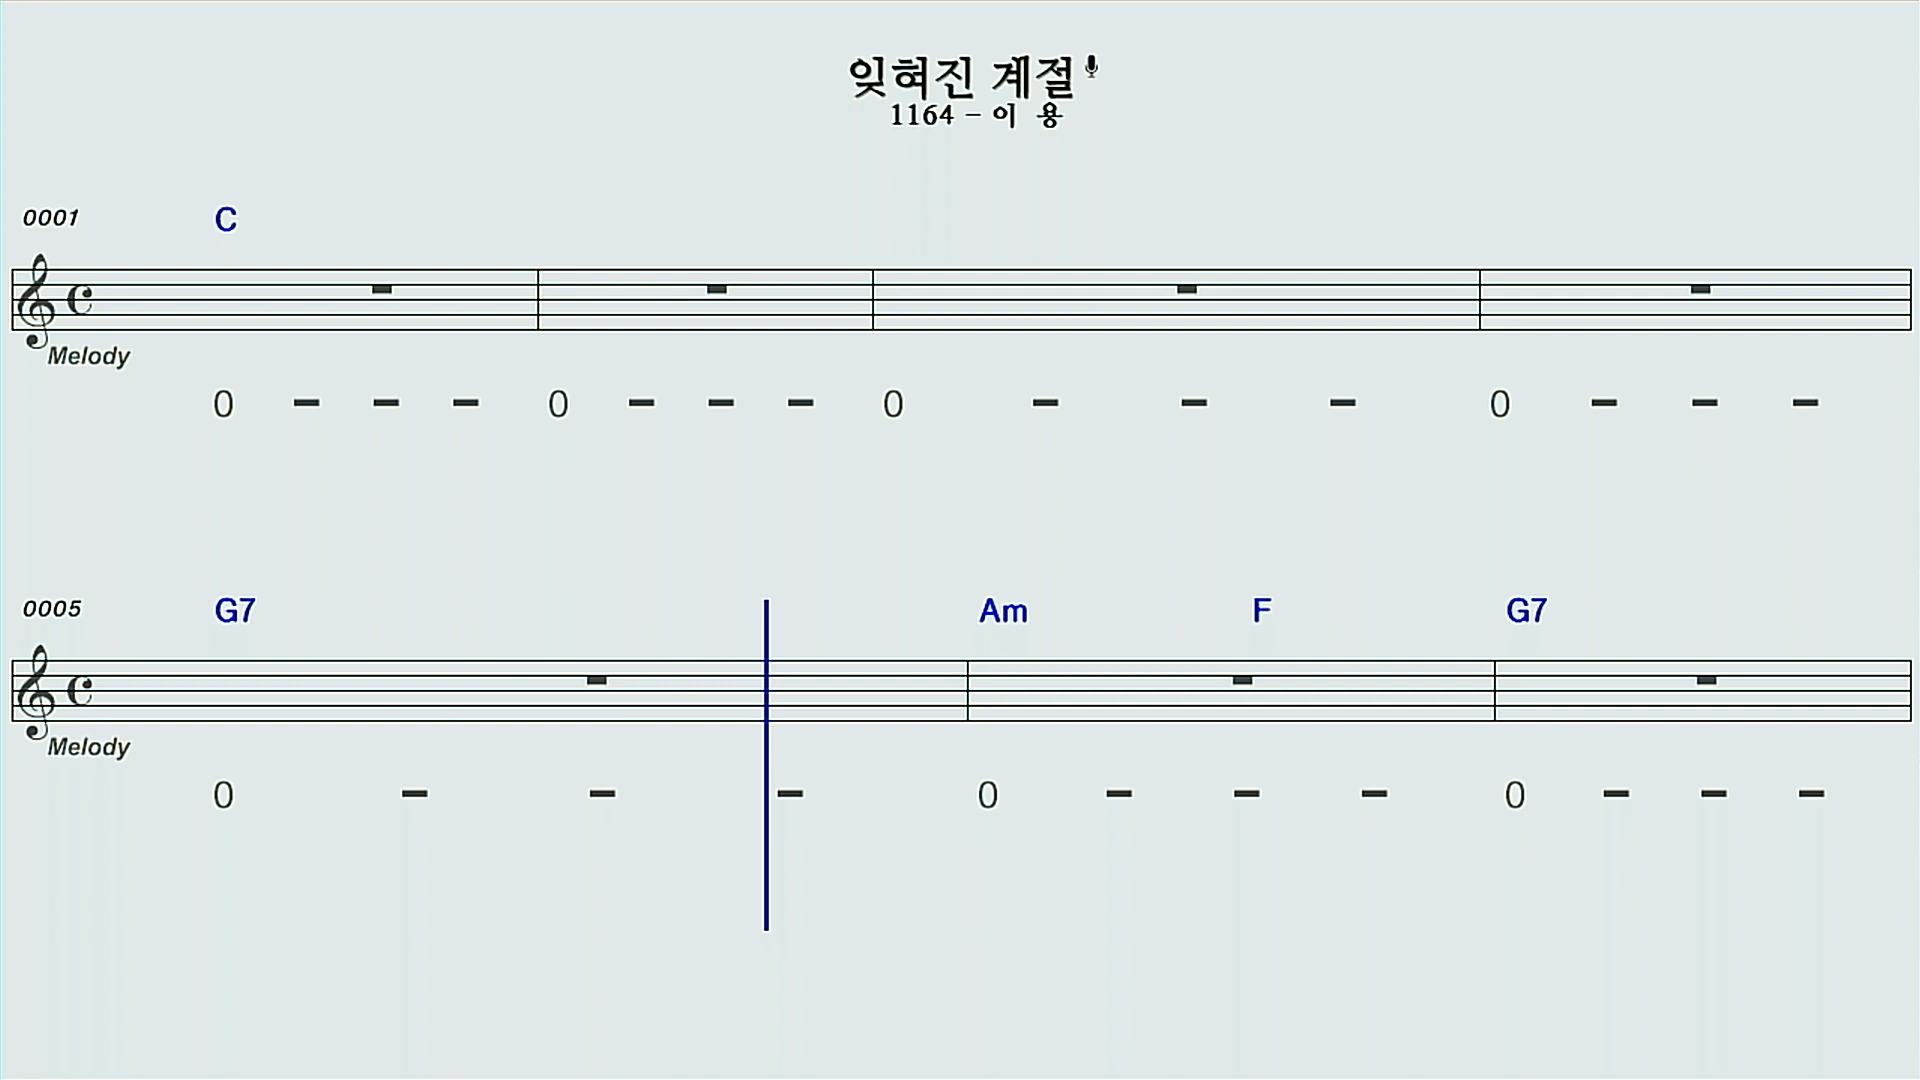 잊혀진 계절
1164 - 이 용
0001 C
Melody
0 - - - 0 - - - 0 - - - 0 - - -
0005 G7 Am F G7
Melody
0 - - - 0 - - - 0 - - -